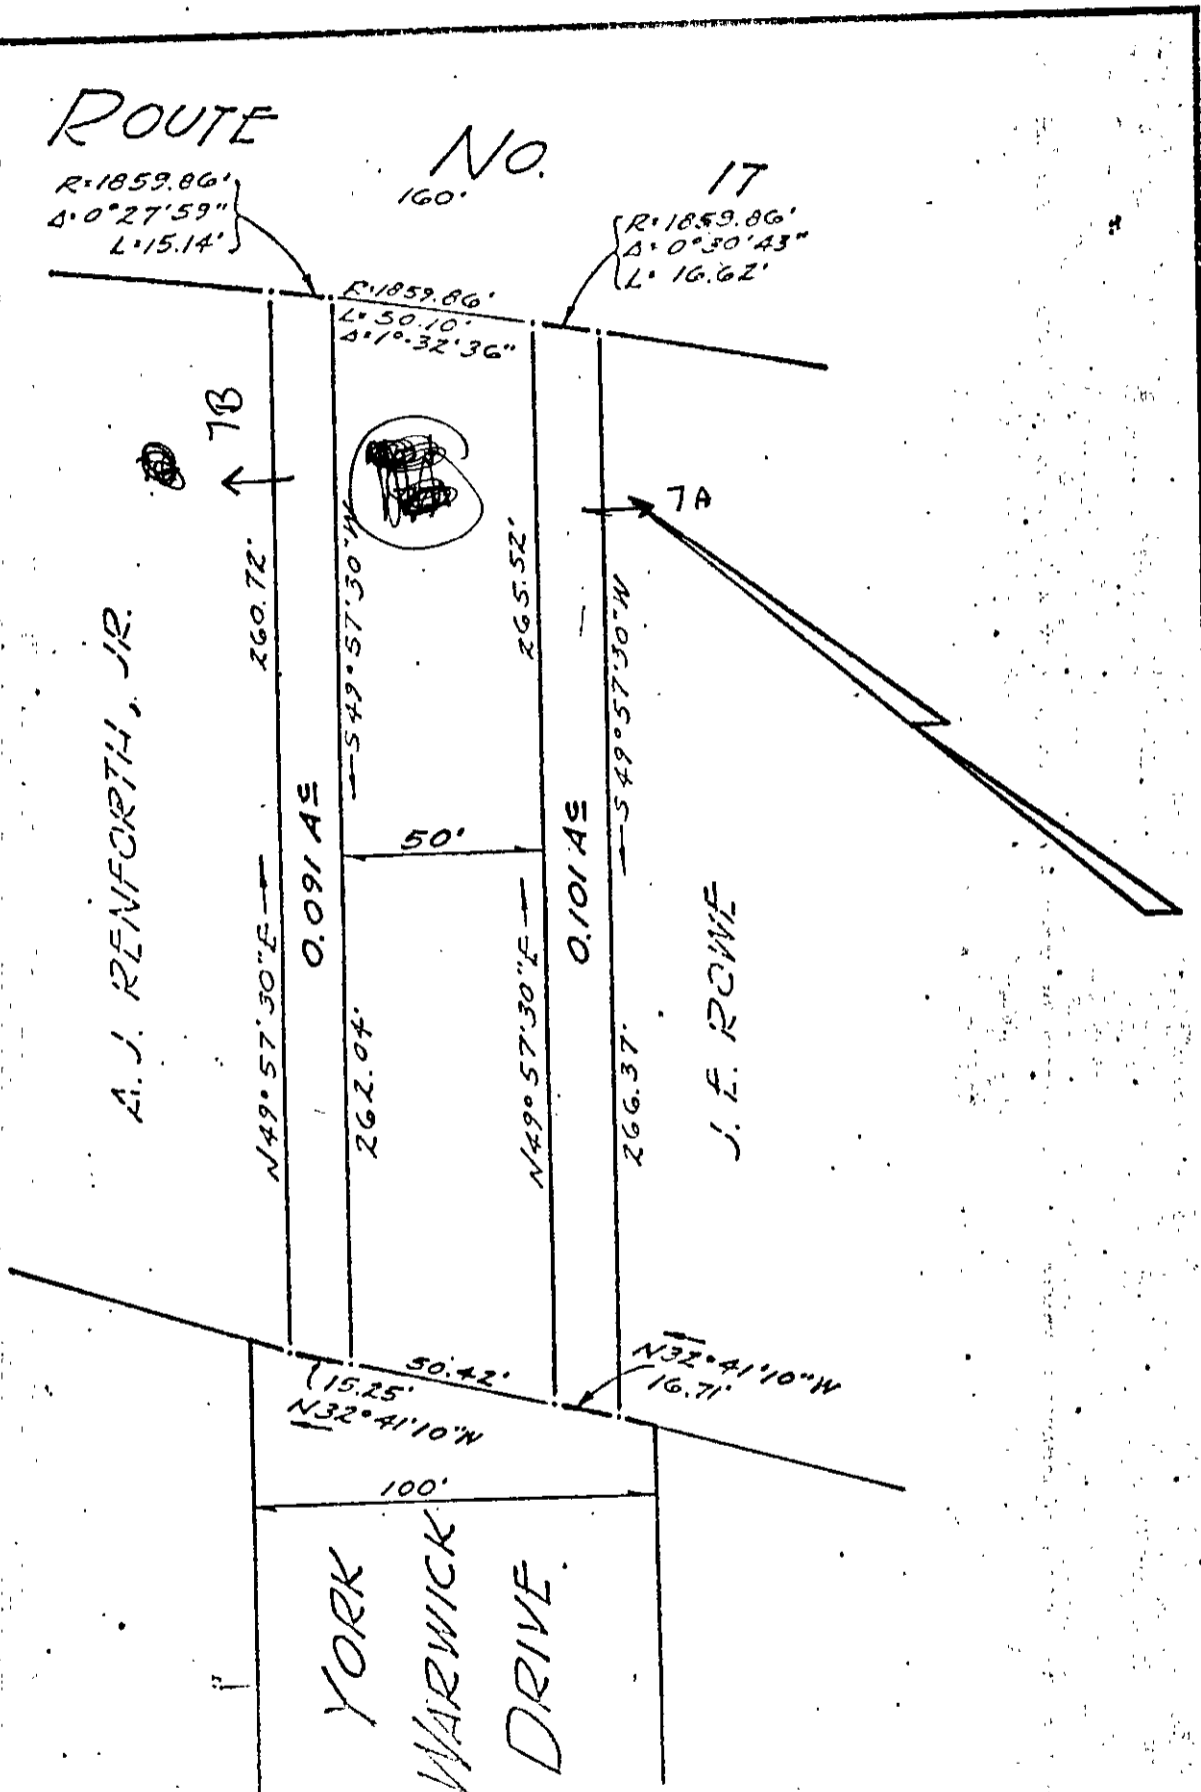 ROUTE No. 17
160'
R=1859.86'
Δ=0°27'59"
L=15.14'
R=1859.86'
L=50.10'
Δ=1°-32'36"
R=1859.86'
Δ=0°30'43"
L=16.62'
7B
7A
A. J. RENFORTH, JR.
260.72'
N49°57'30"E
0.091 AC
S49°57'30"W
262.04'
50'
265.52'
N49°57'30"E
0.101 AC
S49°57'30"W
266.37'
J. E. ROWE
15.25'
N32°41'10"W
50.42'
N32°41'10"W
16.71'
100'
YORK
WARWICK
DRIVE